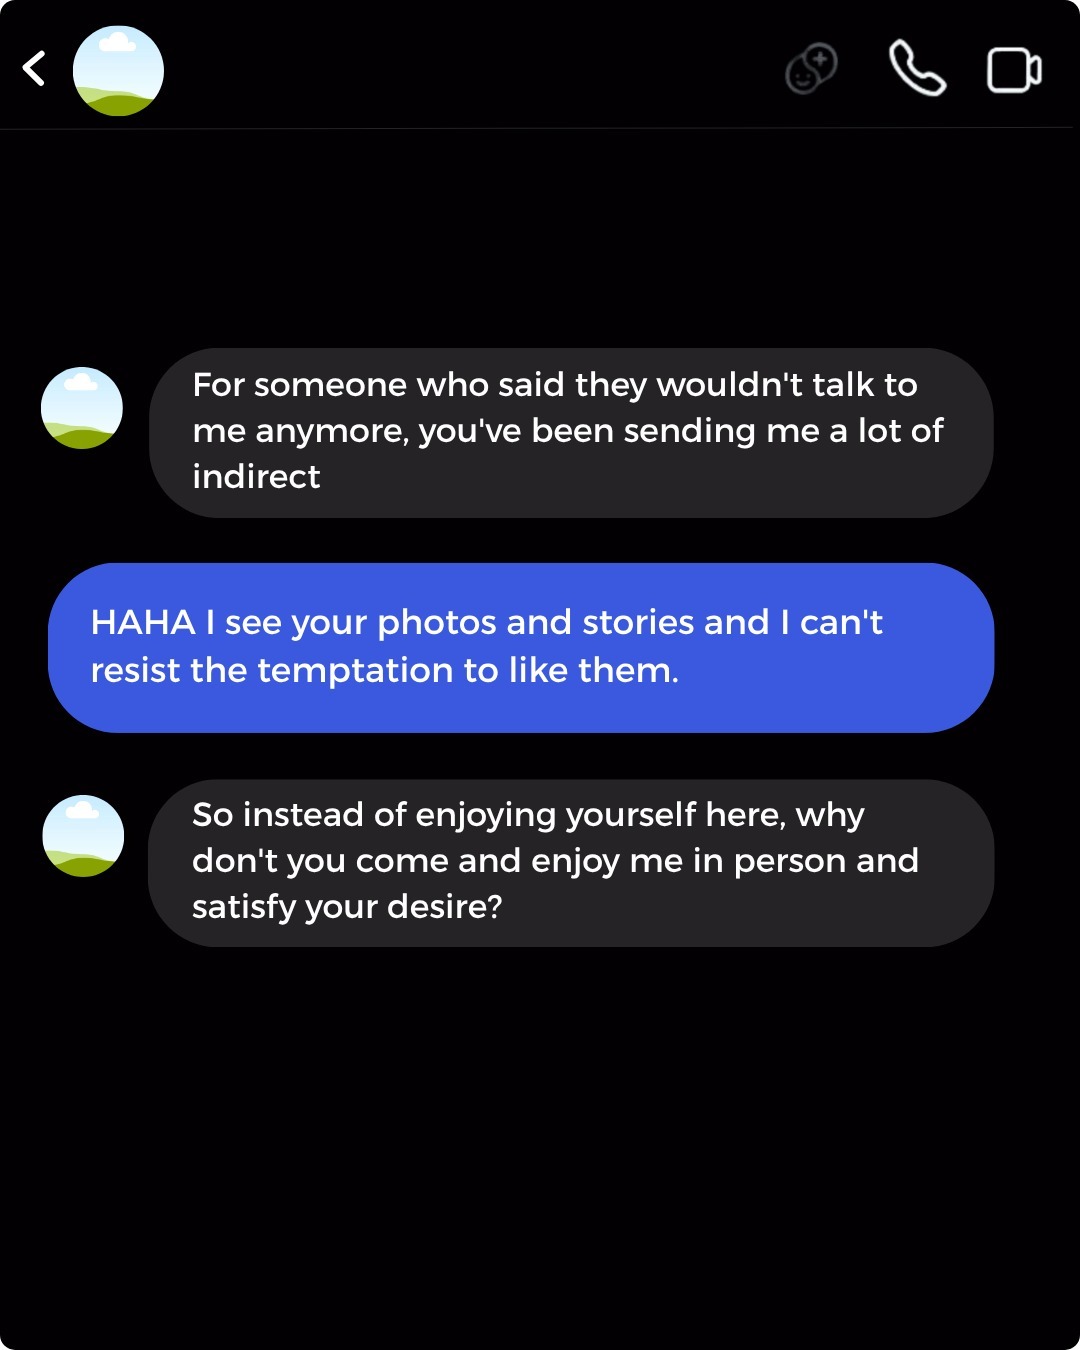 For someone who said they wouldn't talk to
me anymore, you've been sending me a lot of
indirect
HAHA I see your photos and stories and I can't
resist the temptation to like them.
So instead of enjoying yourself here, why
don't you come and enjoy me in person and
satisfy your desire?